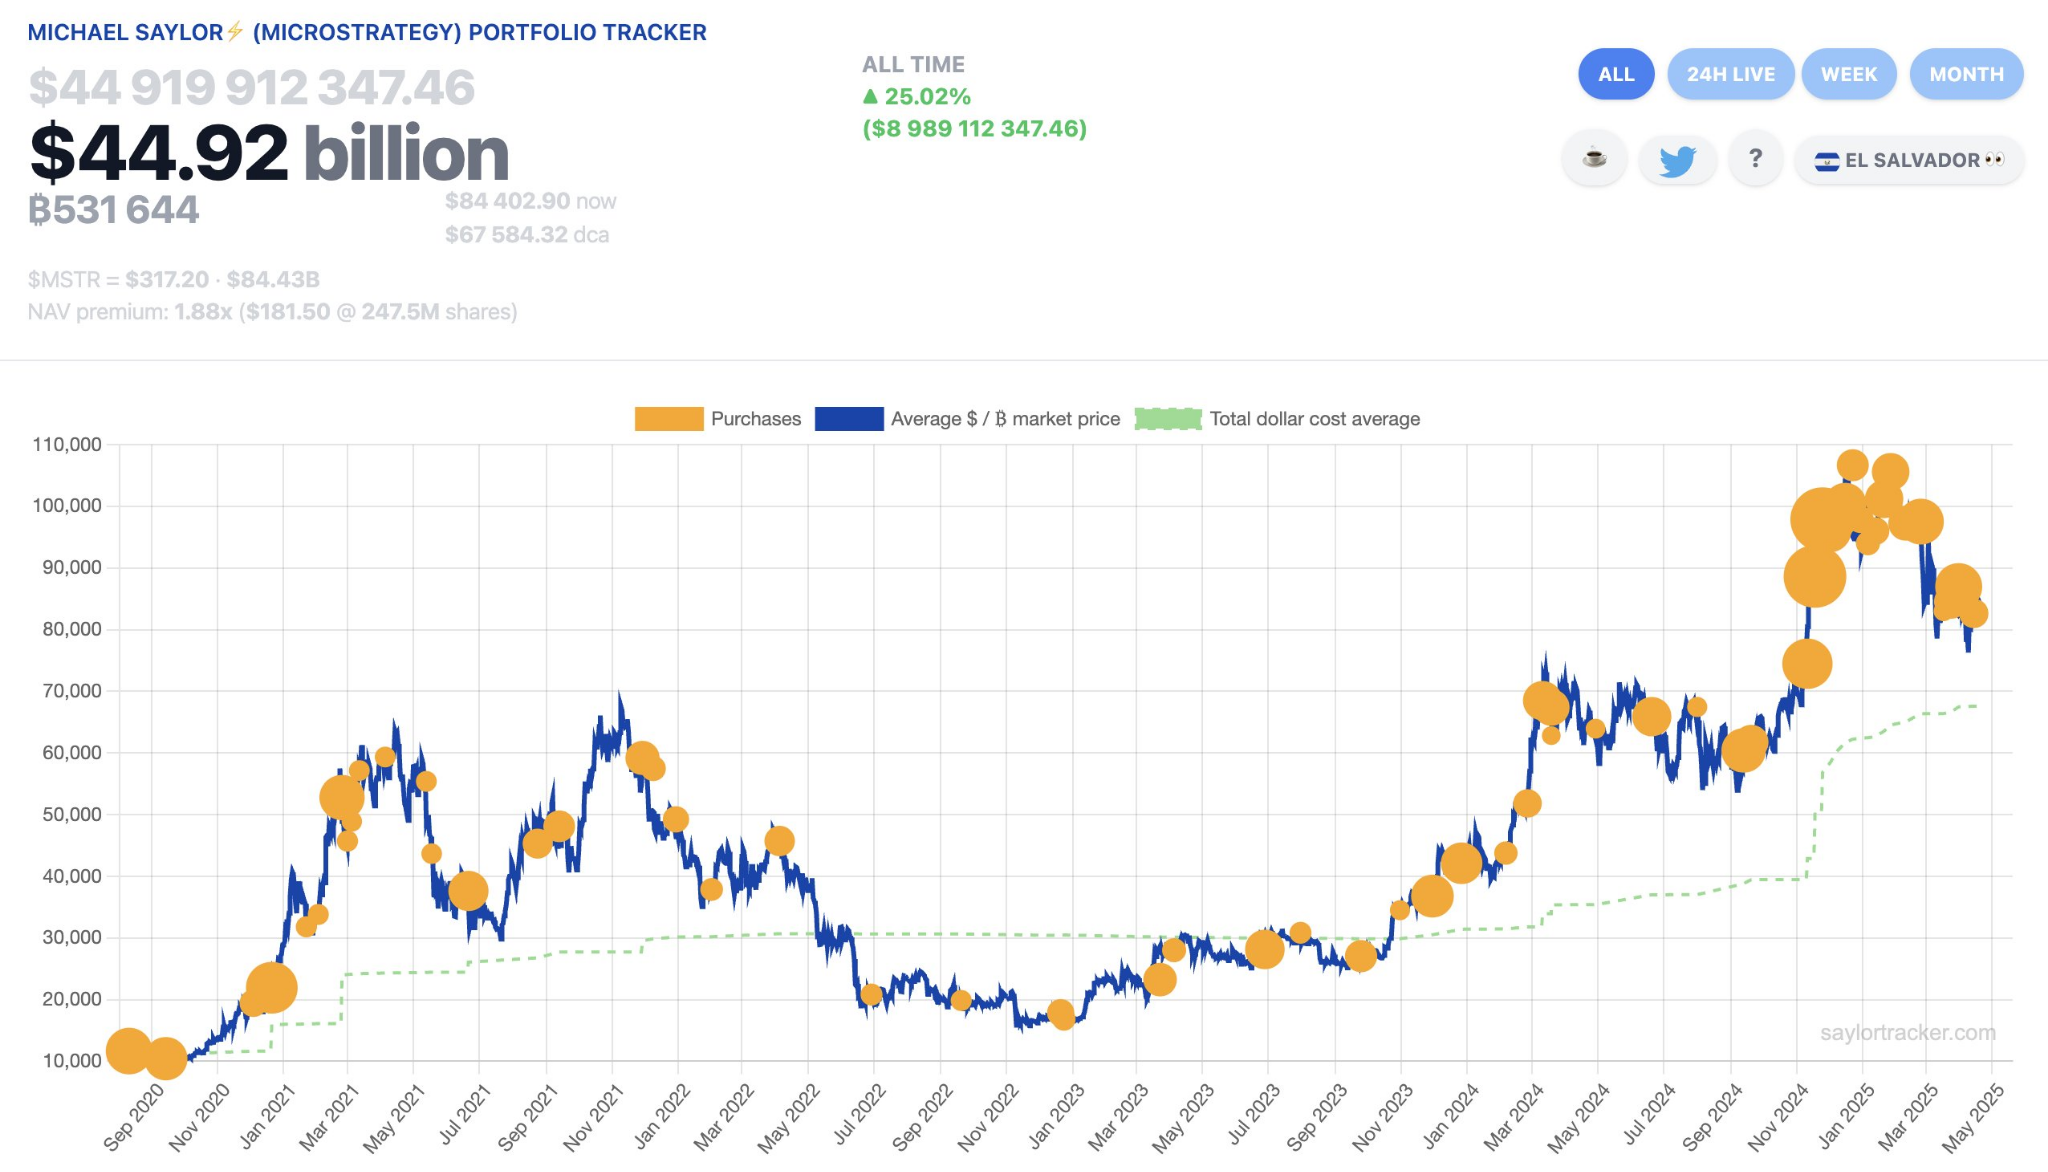 MICHAEL SAYLOR⚡ (MICROSTRATEGY) PORTFOLIO TRACKER
$44 919 912 347.46
$44.92 billion
₿531 644
$84 402.90 now
$67 584.32 dca
$MSTR = $317.20 · $84.43B
NAV premium: 1.88x ($181.50 @ 247.5M shares)
ALL TIME
▲ 25.02%
($8 989 112 347.46)
ALL
24H LIVE
WEEK
MONTH
?
EL SALVADOR👀
Purchases
Average $ / ₿ market price
Total dollar cost average
110,000
100,000
90,000
80,000
70,000
60,000
50,000
40,000
30,000
20,000
10,000
saylortracker.com
Sep 2020
Nov 2020
Jan 2021
Mar 2021
May 2021
Jul 2021
Sep 2021
Nov 2021
Jan 2022
Mar 2022
May 2022
Jul 2022
Sep 2022
Nov 2022
Jan 2023
Mar 2023
May 2023
Jul 2023
Sep 2023
Nov 2023
Jan 2024
Mar 2024
May 2024
Jul 2024
Sep 2024
Nov 2024
Jan 2025
Mar 2025
May 2025